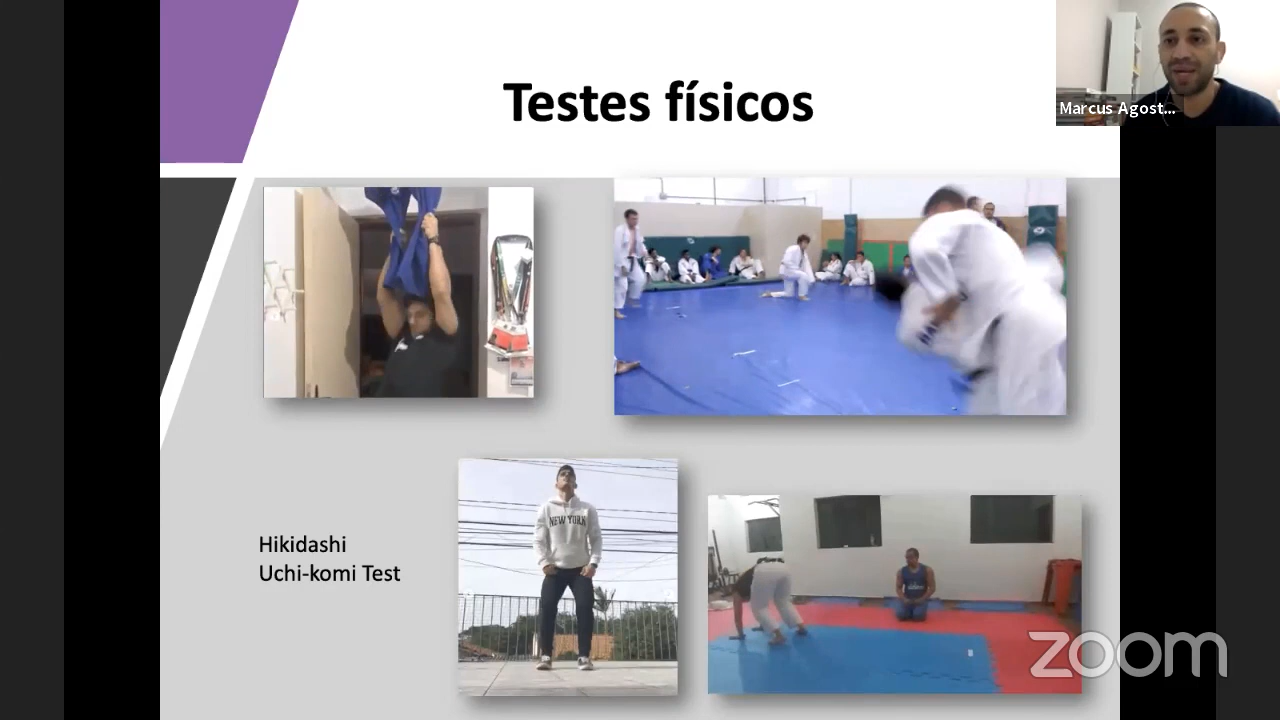 Testes físicos
Marcus Agost...
NEW YORK
Hikidashi
Uchi-komi Test
zoom